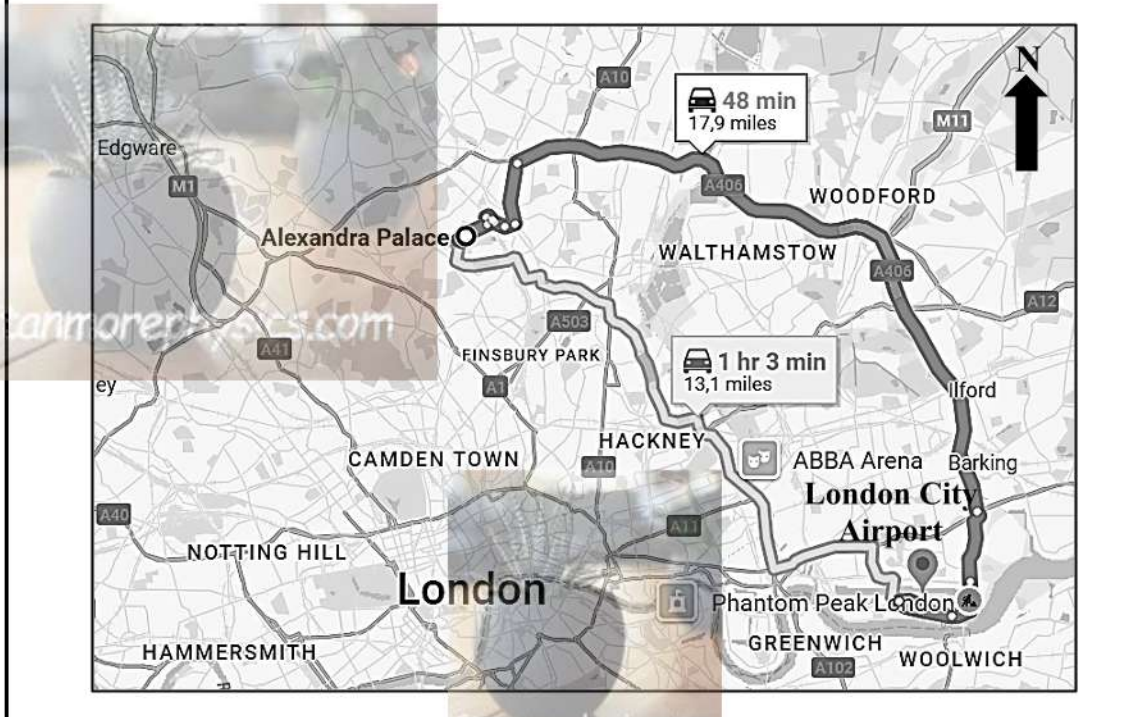 N
A10
48 min
17,9 miles
M11
Edgware
M1
A406
WOODFORD
Alexandra Palace
WALTHAMSTOW
A406
A12
canmorephysics.com
A503
A41
FINSBURY PARK
1 hr 3 min
13,1 miles
ey
A1
Ilford
HACKNEY
CAMDEN TOWN
A10
ABBA Arena
Barking
London City
Airport
A40
A11
NOTTING HILL
London
Phantom Peak London
GREENWICH
HAMMERSMITH
A102
WOOLWICH